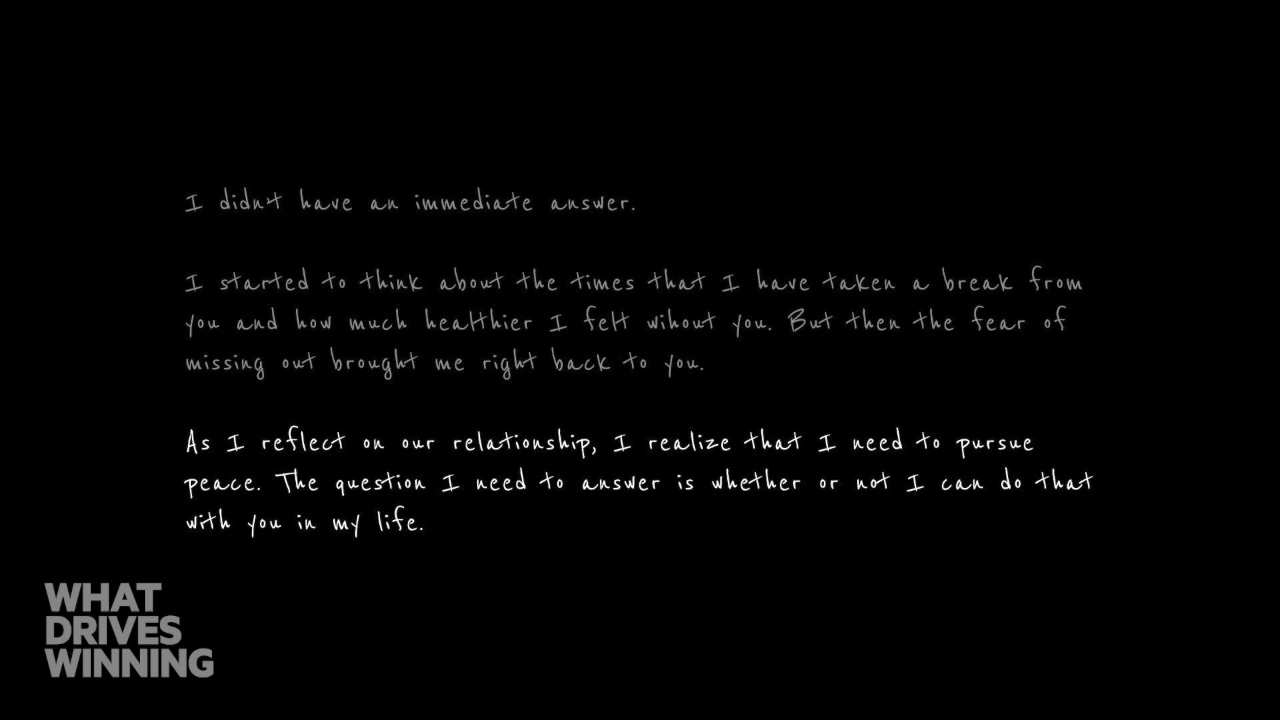 I didn't have an immediate answer.
I started to think about the times that I have taken a break from
you and how much healthier I felt wihout you. But then the fear of
missing out brought me right back to you.
As I reflect on our relationship, I realize that I need to pursue
peace. The question I need to answer is whether or not I can do that
with you in my life.
WHAT
DRIVES
WINNING